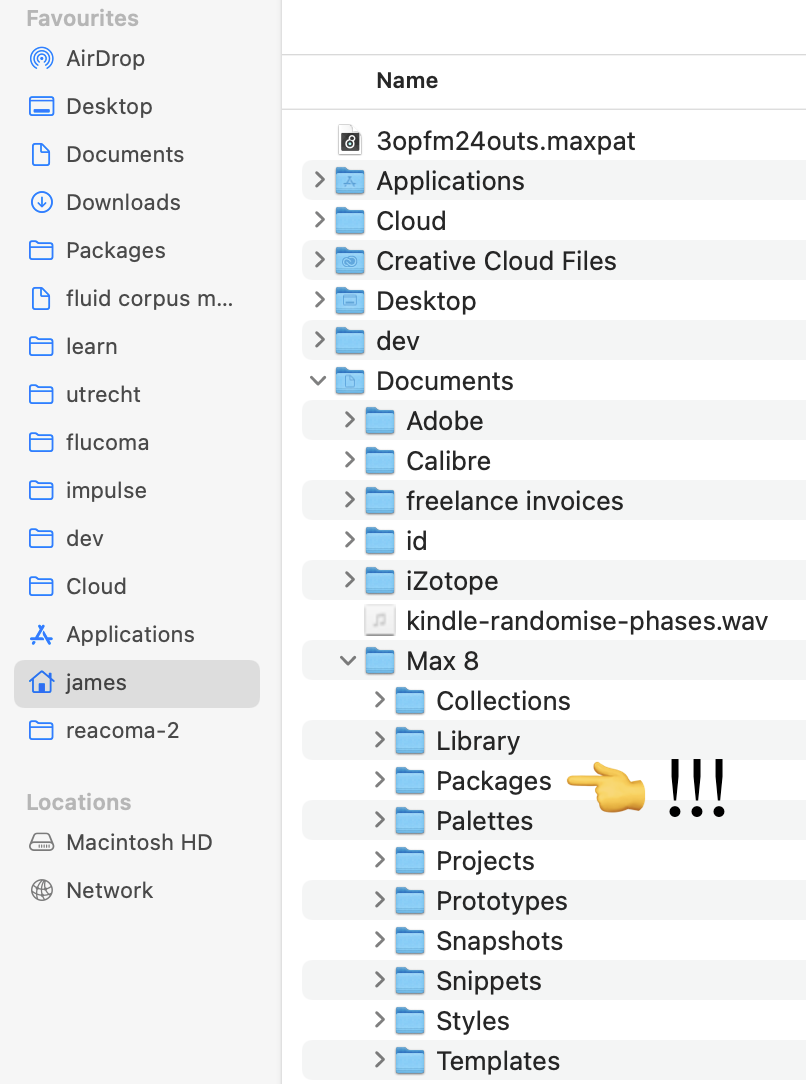 Favourites
AirDrop
Desktop
Documents
Downloads
Packages
fluid corpus m...
learn
utrecht
flucoma
impulse
dev
Cloud
Applications
james
reacoma-2
Locations
Macintosh HD
Network
Name
3opfm24outs.maxpat
Applications
Cloud
Creative Cloud Files
Desktop
dev
Documents
Adobe
Calibre
freelance invoices
id
iZotope
kindle-randomise-phases.wav
Max 8
Collections
Library
Packages 👈 !!!
Palettes
Projects
Prototypes
Snapshots
Snippets
Styles
Templates